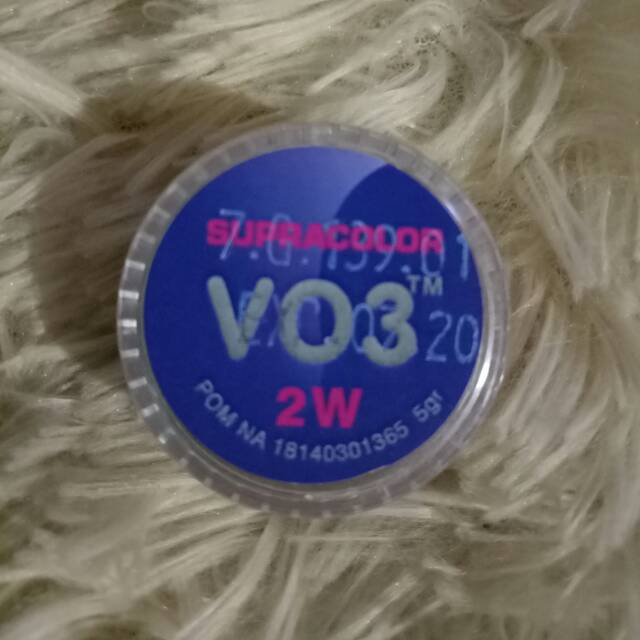 SUPRACOLOR
VO3™
2W
POM NA 18140301365 5gr